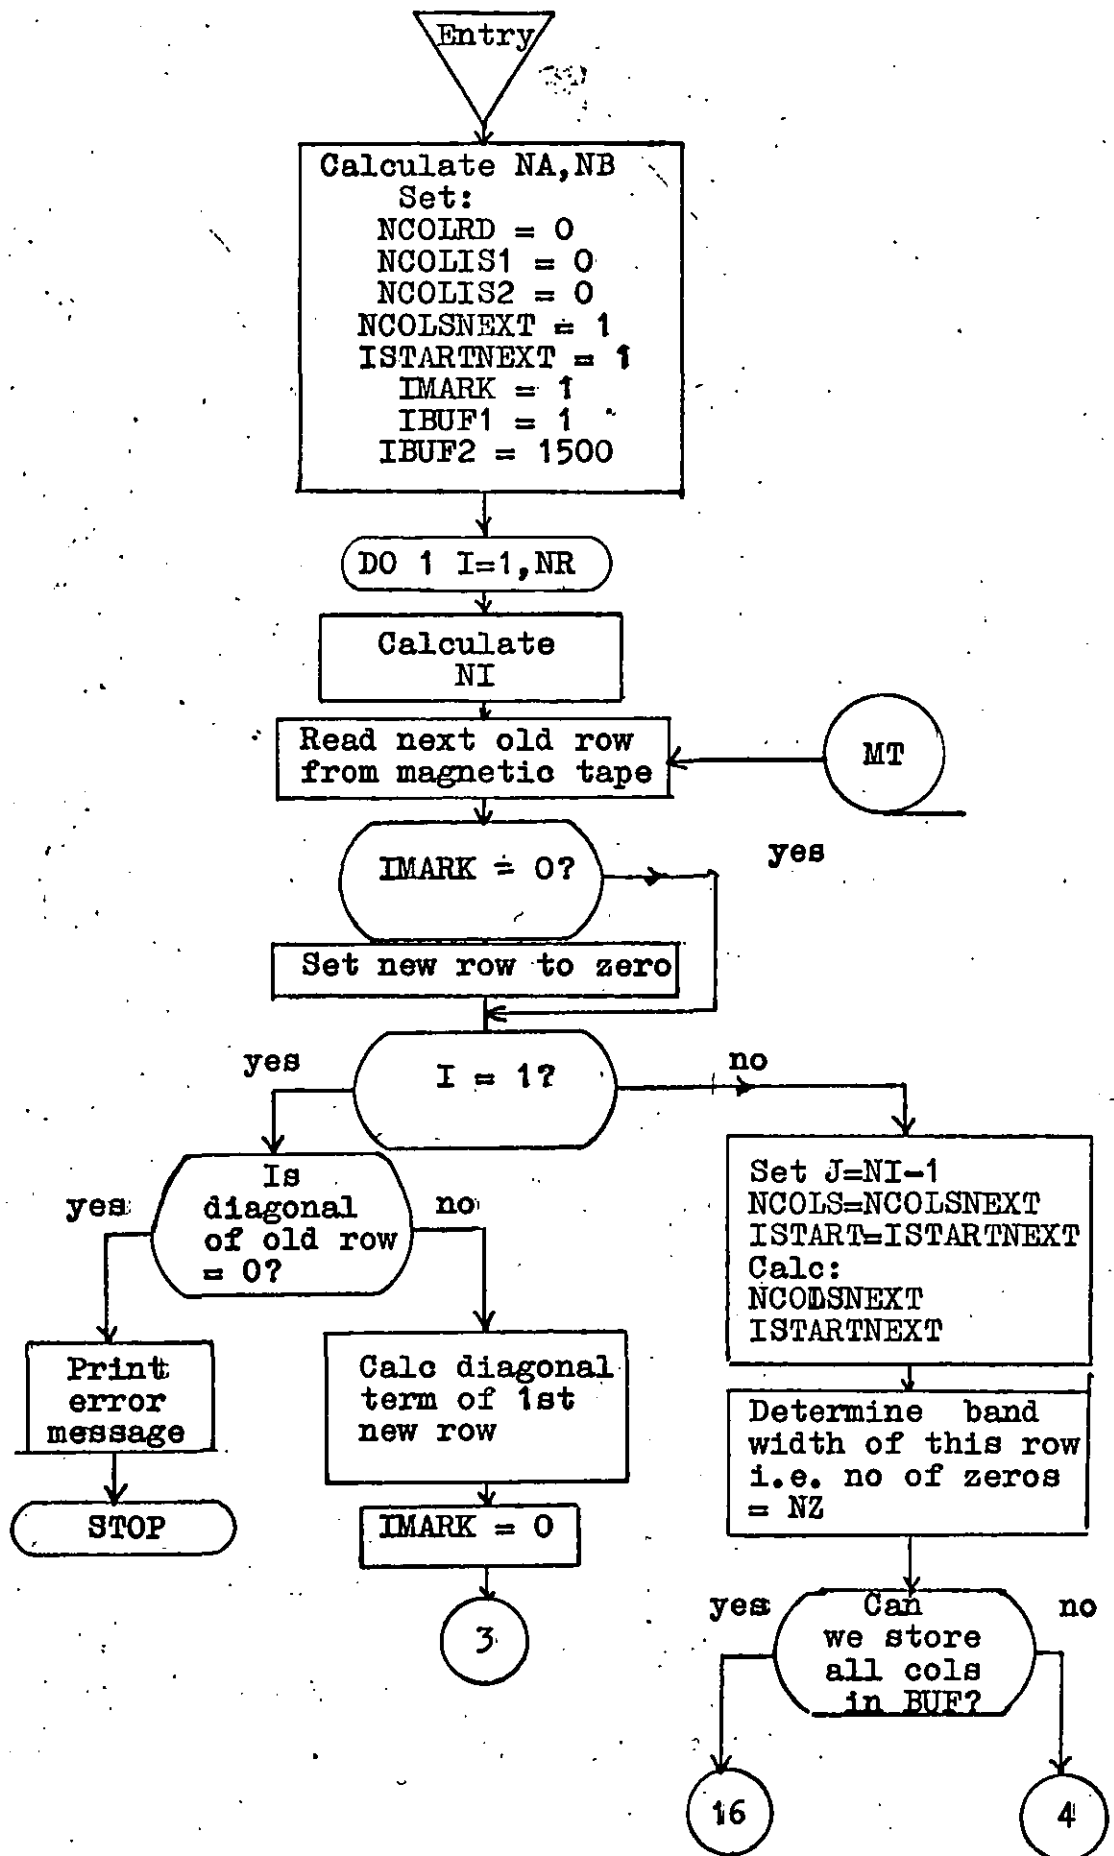 Entry
Calculate NA,NB
Set:
NCOLRD = 0
NCOLIS1 = 0
NCOLIS2 = 0
NCOLSNEXT = 1
ISTARTNEXT = 1
IMARK = 1
IBUF1 = 1
IBUF2 = 1500
DO 1 I=1,NR
Calculate
NI
Read next old row
from magnetic tape
MT
IMARK = 0?
yes
Set new row to zero
yes
I = 1?
no
Is
diagonal
of old row
= 0?
yes
no
Set J=NI-1
NCOLS=NCOLSNEXT
ISTART=ISTARTNEXT
Calc:
NCOLSNEXT
ISTARTNEXT
Print
error
message
STOP
Calc diagonal
term of 1st
new row
IMARK = 0
3
Determine band
width of this row
i.e. no of zeros
= NZ
yes
Can
we store
all cols
in BUF?
no
16
4